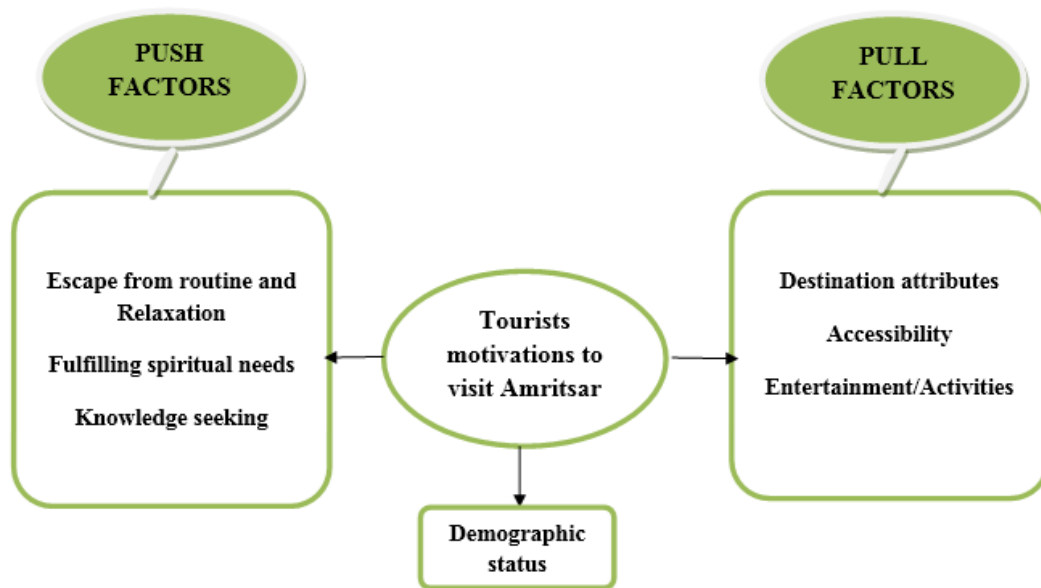 PUSH
FACTORS
PULL
FACTORS
Escape from routine and
Relaxation
Fulfilling spiritual needs
Knowledge seeking
Tourists
motivations to
visit Amritsar
Destination attributes
Accessibility
Entertainment/Activities
Demographic
status